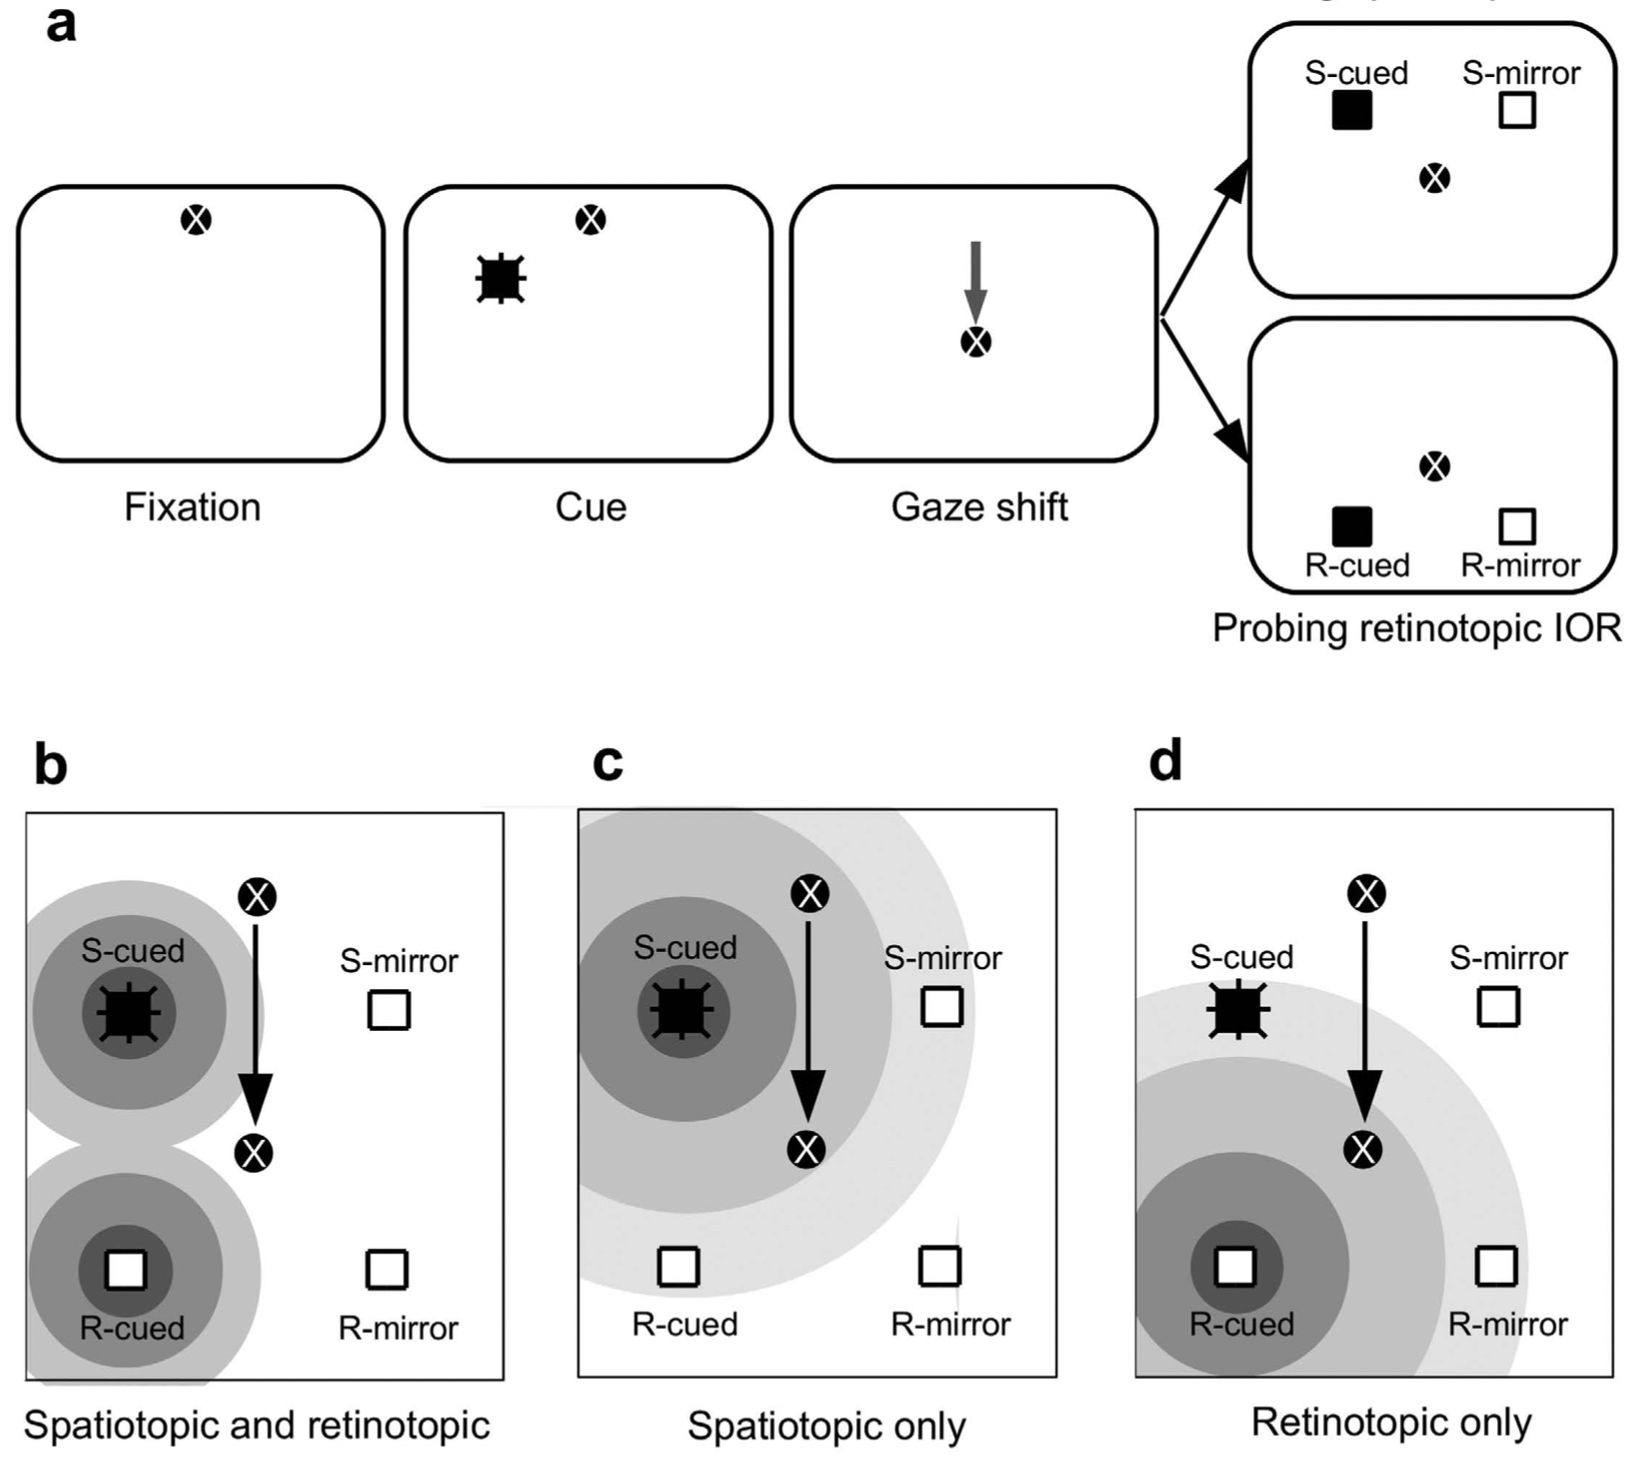 a
S-cued S-mirror
X
X
X
X
X
R-cued R-mirror
Fixation
Cue
Gaze shift
Probing retinotopic IOR
b
c
d
X
X
X
S-cued
S-mirror
S-cued
S-mirror
S-cued
S-mirror
X
X
X
R-cued
R-mirror
R-cued
R-mirror
R-cued
R-mirror
Spatiotopic and retinotopic
Spatiotopic only
Retinotopic only